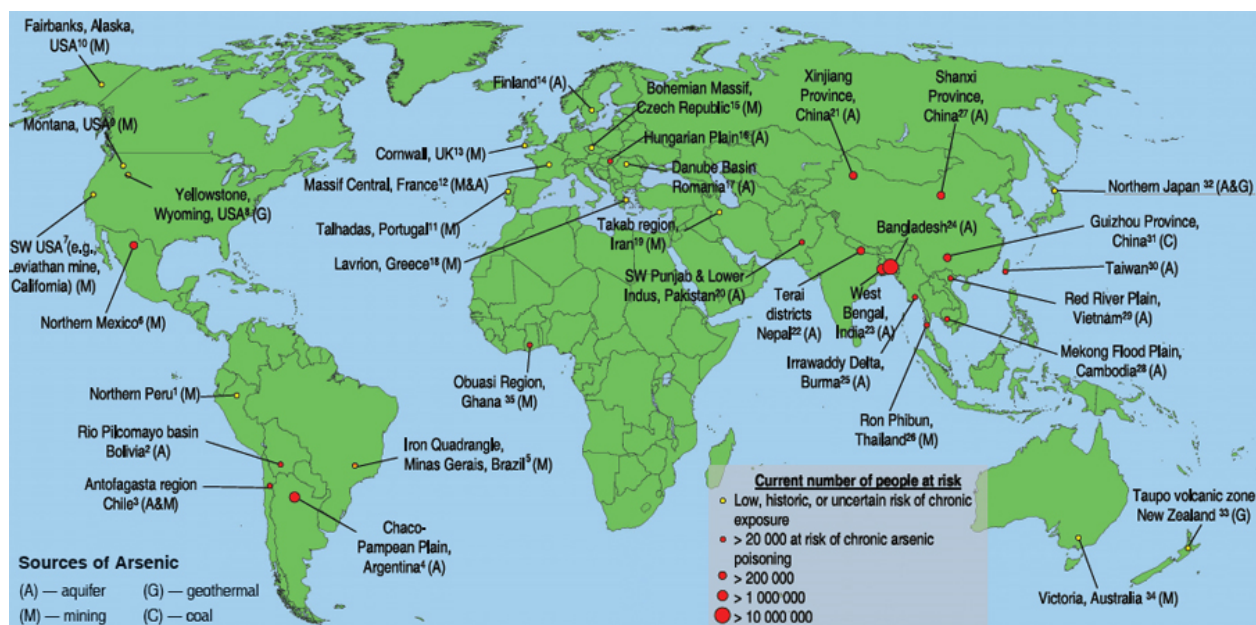 Fairbanks, Alaska,
USA¹⁰ (M)
Montana, USA⁹ (M)
Yellowstone,
Wyoming, USA⁸ (G)
SW USA⁷ (e.g.,
Leviathan mine,
California) (M)
Northern Mexico⁶ (M)
Northern Peru¹ (M)
Rio Pilcomayo basin
Bolivia² (A)
Antofagasta region
Chile³ (A&M)
Chaco-
Pampean Plain,
Argentina⁴ (A)
Iron Quadrangle,
Minas Gerais, Brazil⁵ (M)
Finland¹⁴ (A)
Bohemian Massif,
Czech Republic¹⁵ (M)
Hungarian Plain¹⁶ (A)
Cornwall, UK¹³ (M)
Massif Central, France¹² (M&A)
Danube Basin
Romania¹⁷ (A)
Talhadas, Portugal¹¹ (M)
Lavrion, Greece¹⁸ (M)
Takab region,
Iran¹⁹ (M)
SW Punjab & Lower
Indus, Pakistan²⁰ (A)
Obuasi Region,
Ghana ³⁵ (M)
Xinjiang
Province,
China²¹ (A)
Shanxi
Province,
China²⁷ (A)
Bangladesh²⁴ (A)
Terai
districts
Nepal²² (A)
West
Bengal,
India²³ (A)
Irrawaddy Delta,
Burma²⁵ (A)
Ron Phibun,
Thailand²⁶ (M)
Northern Japan ³² (A&G)
Guizhou Province,
China³¹ (C)
Taiwan³⁰ (A)
Red River Plain,
Vietnam²⁹ (A)
Mekong Flood Plain,
Cambodia²⁸ (A)
Taupo volcanic zone
New Zealand ³³ (G)
Victoria, Australia ³⁴ (M)
Current number of people at risk
Low, historic, or uncertain risk of chronic
exposure
> 20 000 at risk of chronic arsenic
poisoning
> 200 000
> 1 000 000
> 10 000 000
Sources of Arsenic
(A) — aquifer (G) — geothermal
(M) — mining (C) — coal